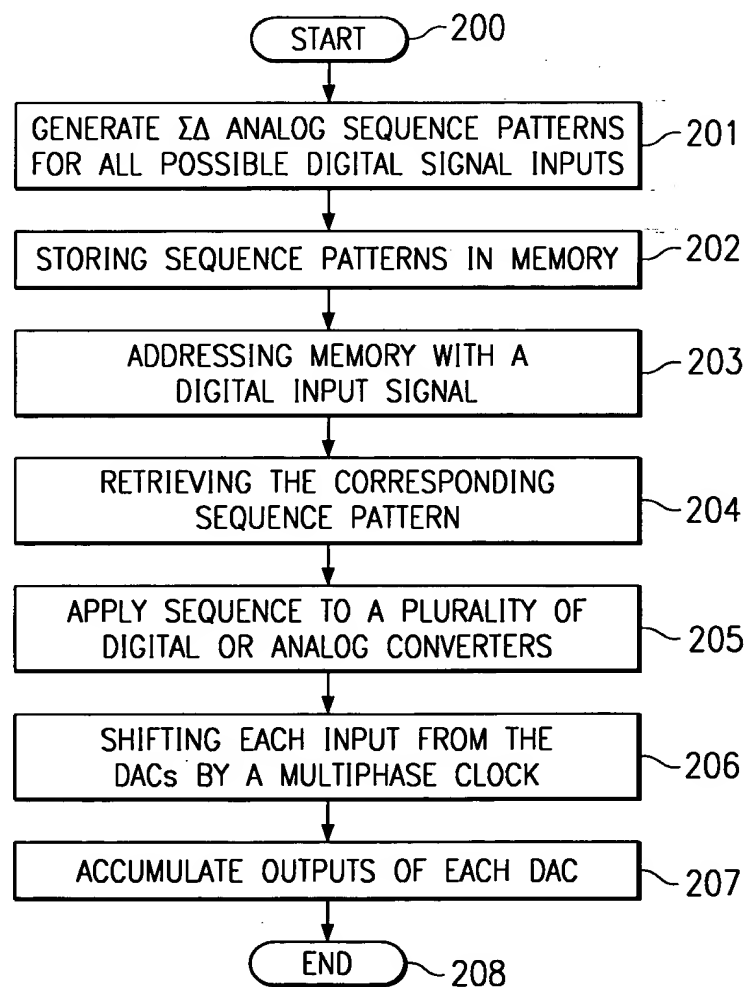 START
200
GENERATE ΣΔ ANALOG SEQUENCE PATTERNS
FOR ALL POSSIBLE DIGITAL SIGNAL INPUTS
201
STORING SEQUENCE PATTERNS IN MEMORY
202
ADDRESSING MEMORY WITH A
DIGITAL INPUT SIGNAL
203
RETRIEVING THE CORRESPONDING
SEQUENCE PATTERN
204
APPLY SEQUENCE TO A PLURALITY OF
DIGITAL OR ANALOG CONVERTERS
205
SHIFTING EACH INPUT FROM THE
DACs BY A MULTIPHASE CLOCK
206
ACCUMULATE OUTPUTS OF EACH DAC
207
END
208